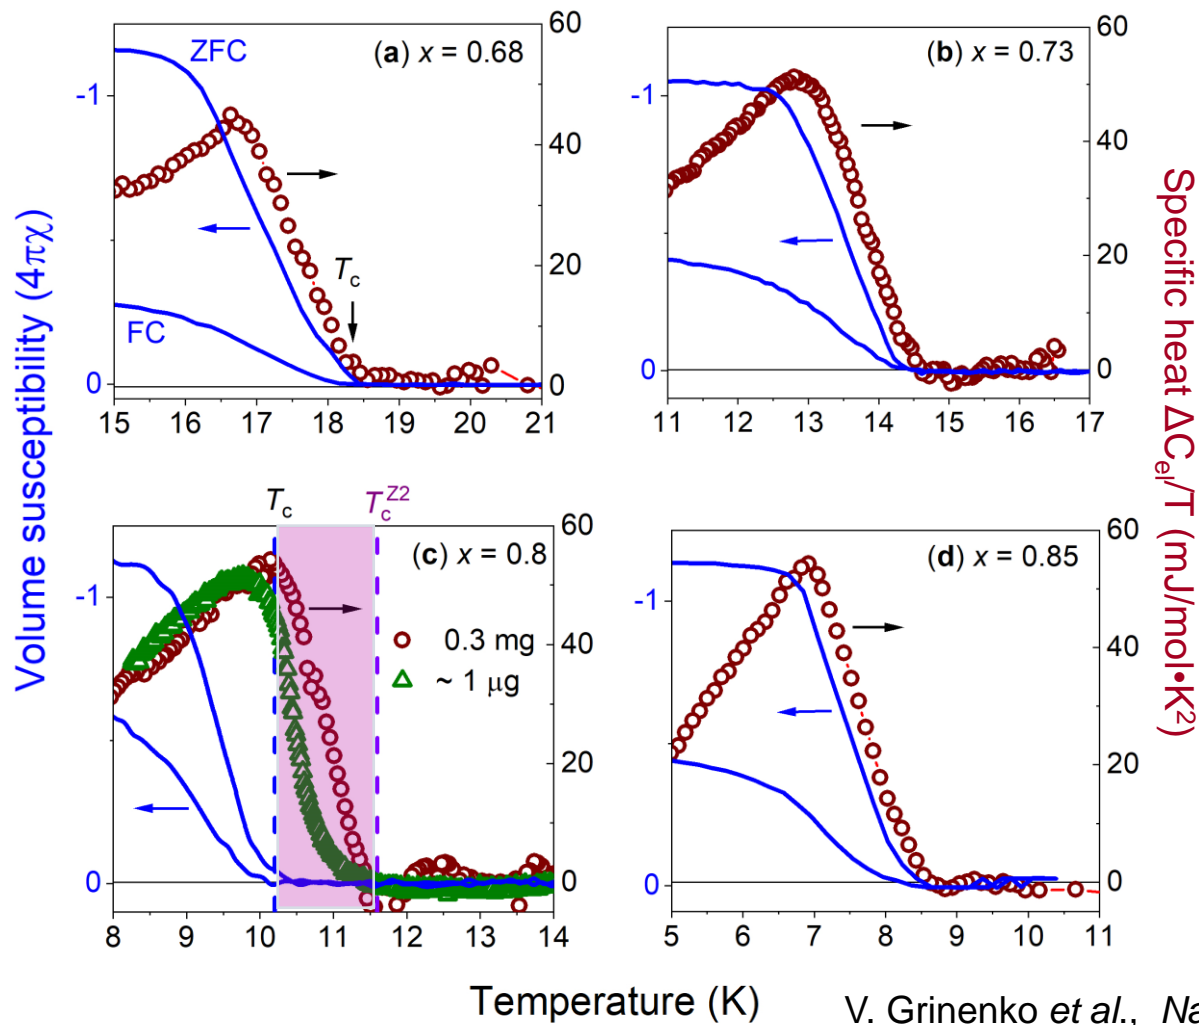 Volume susceptibility (4πχ)
Specific heat ΔC_el/T (mJ/mol•K²)
(a) x = 0.68
ZFC
FC
T_c
-1
0
60
40
20
0
15 16 17 18 19 20 21
(b) x = 0.73
-1
0
60
40
20
0
11 12 13 14 15 16 17
T_c
T_c^Z2
(c) x = 0.8
0.3 mg
~ 1 μg
-1
0
60
40
20
0
8 9 10 11 12 13 14
(d) x = 0.85
-1
0
60
40
20
0
5 6 7 8 9 10 11
Temperature (K)
V. Grinenko et al., Na